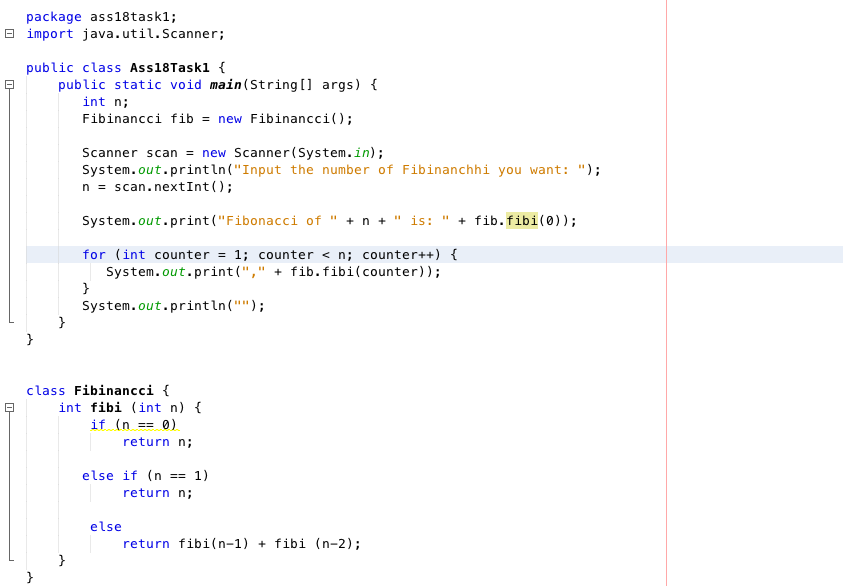 package ass18task1;
import java.util.Scanner;
public class Ass18Task1 {
public static void main(String[] args) {
int n;
Fibinancci fib = new Fibinancci();
Scanner scan = new Scanner(System.in);
System.out.println("Input the number of Fibinanchhi you want: ");
n = scan.nextInt();
System.out.print("Fibonacci of " + n + " is: " + fib.fibi(0));
for (int counter = 1; counter < n; counter++) {
System.out.print("," + fib.fibi(counter));
}
System.out.println("");
}
}
class Fibinancci {
int fibi (int n) {
if (n == 0)
return n;
else if (n == 1)
return n;
else
return fibi(n-1) + fibi (n-2);
}
}